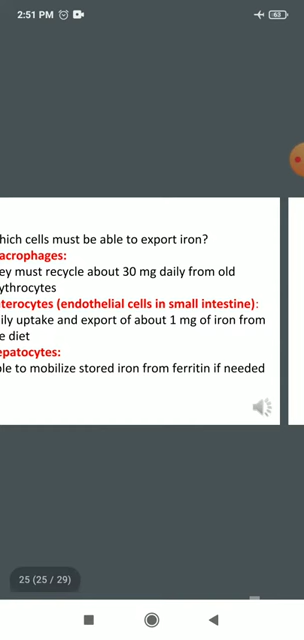 2:51 PM
63
hich cells must be able to export iron?
acrophages:
ey must recycle about 30 mg daily from old
ythrocytes
terocytes (endothelial cells in small intestine):
ily uptake and export of about 1 mg of iron from
e diet
epatocytes:
ble to mobilize stored iron from ferritin if needed
25 (25 / 29)